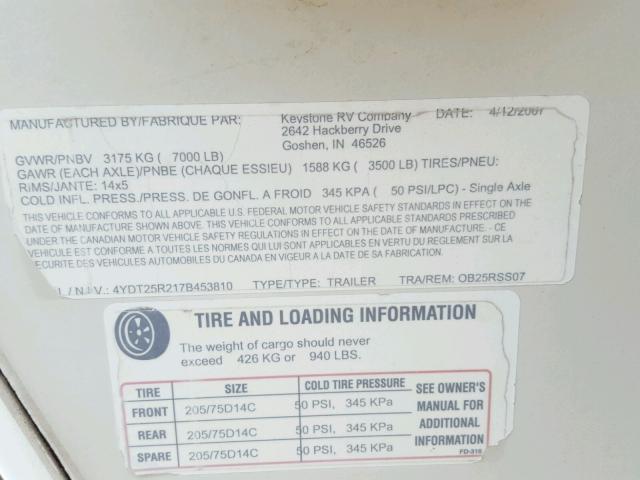 MANUFACTURED BY/FABRIQUE PAR: Keystone RV Company DATE: 4/12/2007
2642 Hackberry Drive
Goshen, IN 46526
GVWR/PNBV 3175 KG ( 7000 LB)
GAWR (EACH AXLE)/PNBE (CHAQUE ESSIEU) 1588 KG ( 3500 LB) TIRES/PNEU:
RIMS/JANTE: 14x5
COLD INFL. PRESS./PRESS. DE GONFL. A FROID 345 KPA ( 50 PSI/LPC) - Single Axle
THIS VEHICLE CONFORMS TO ALL APPLICABLE U.S. FEDERAL MOTOR VEHICLE SAFETY STANDARDS IN EFFECT ON THE
DATE OF MANUFACTURE SHOWN ABOVE. THIS VEHICLE CONFORMS TO ALL APPLICABLE STANDARDS PRESCRIBED
UNDER THE CANADIAN MOTOR VEHICLE SAFETY REGULATIONS IN EFFECT ON THE DATE OF MANUFACTURE. - CE
VEHICULE EST CONFORME A TOUTES LES NORMES QUI LUI SONT APPLICABLES EN VERTU DU REGLEMENT SUR LA
SECURITE DES VEHICULES AUTOMOBILES DU CANADA EN VIGEUR A LA DATE DE SA FABRICATION.
I. / N.I.V.: 4YDT25R217B453810 TYPE/TYPE: TRAILER TRA/REM: OB25RSS07
TIRE AND LOADING INFORMATION
The weight of cargo should never
exceed 426 KG or 940 LBS.
TIRE SIZE COLD TIRE PRESSURE SEE OWNER'S
MANUAL FOR
ADDITIONAL
INFORMATION
FRONT 205/75D14C 50 PSI, 345 KPa
REAR 205/75D14C 50 PSI, 345 KPa
SPARE 205/75D14C 50 PSI, 345 KPa
FD-316